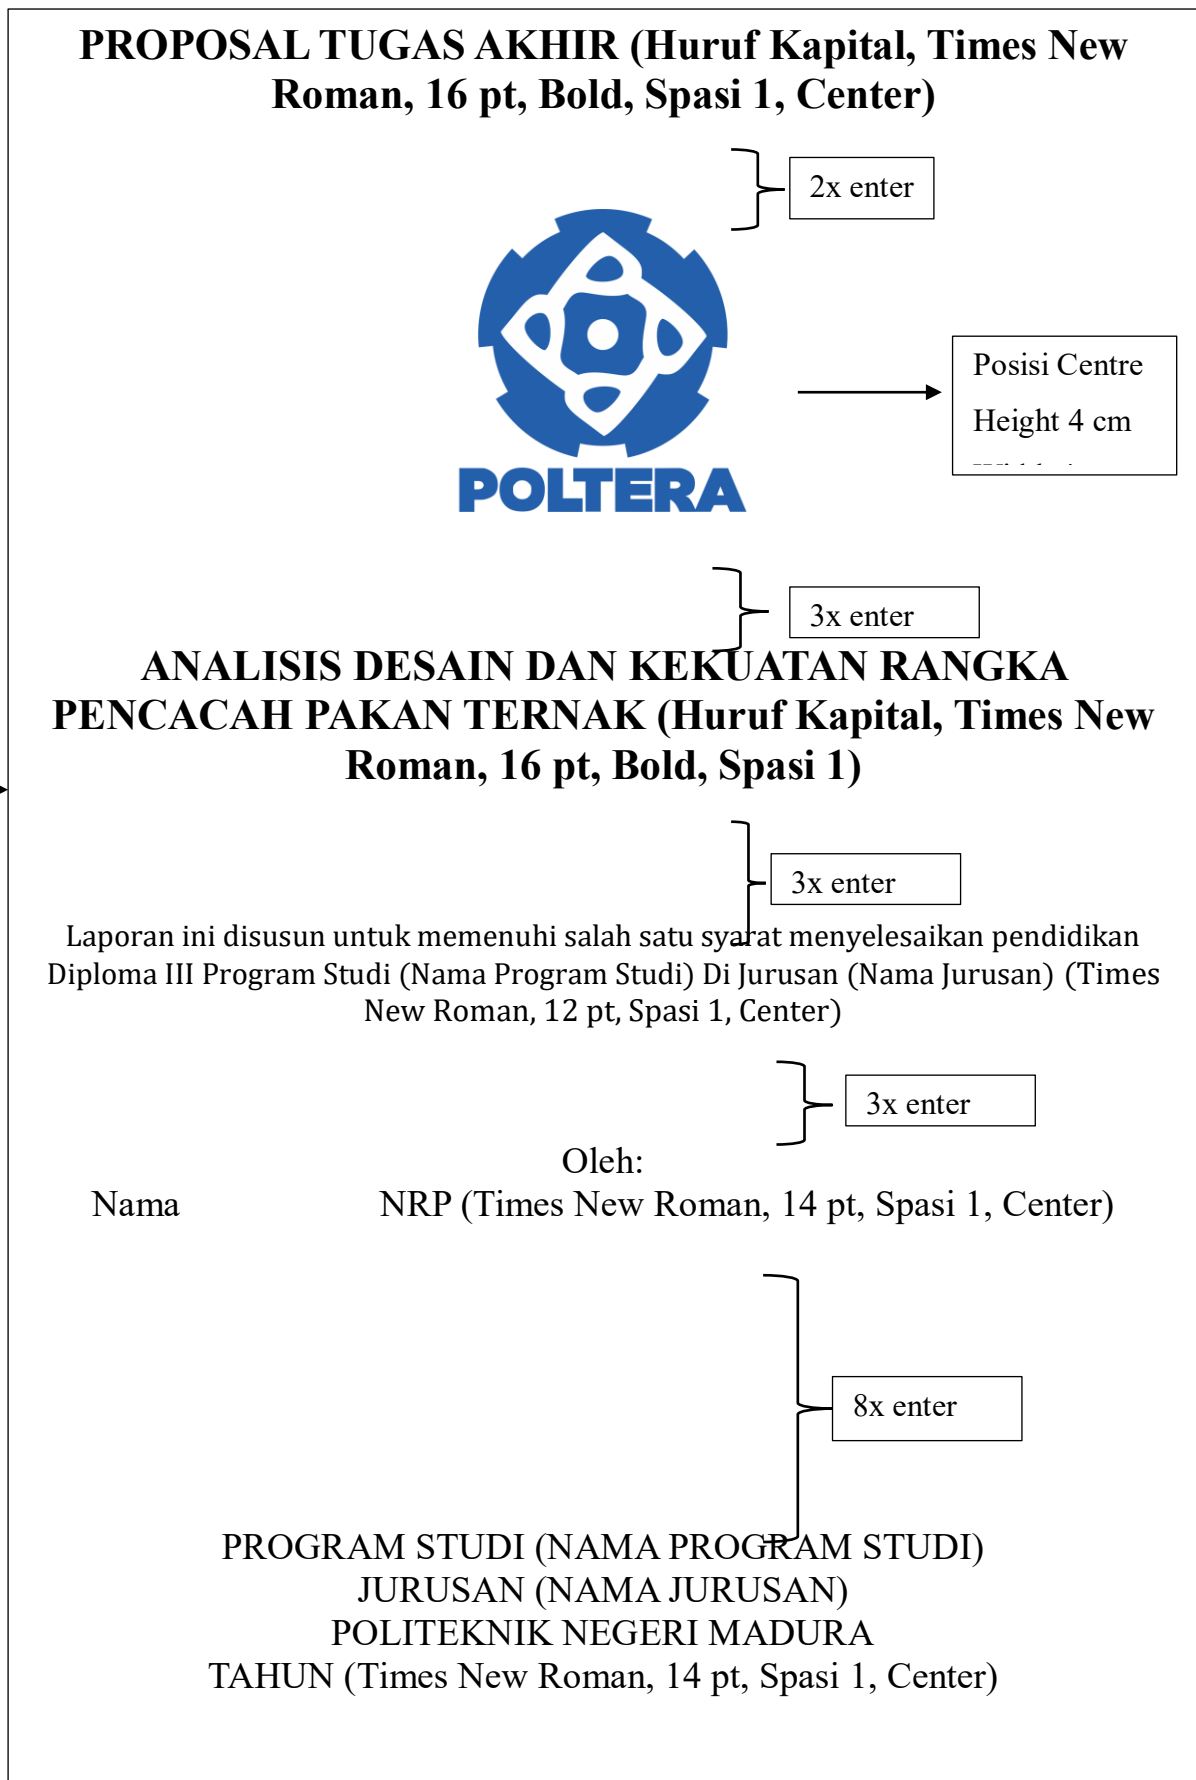 PROPOSAL TUGAS AKHIR (Huruf Kapital, Times New
Roman, 16 pt, Bold, Spasi 1, Center)
2x enter
Posisi Centre
Height 4 cm
POLTERA
3x enter
ANALISIS DESAIN DAN KEKUATAN RANGKA
PENCACAH PAKAN TERNAK (Huruf Kapital, Times New
Roman, 16 pt, Bold, Spasi 1)
3x enter
Laporan ini disusun untuk memenuhi salah satu syarat menyelesaikan pendidikan
Diploma III Program Studi (Nama Program Studi) Di Jurusan (Nama Jurusan) (Times
New Roman, 12 pt, Spasi 1, Center)
3x enter
Oleh:
Nama NRP (Times New Roman, 14 pt, Spasi 1, Center)
8x enter
PROGRAM STUDI (NAMA PROGRAM STUDI)
JURUSAN (NAMA JURUSAN)
POLITEKNIK NEGERI MADURA
TAHUN (Times New Roman, 14 pt, Spasi 1, Center)